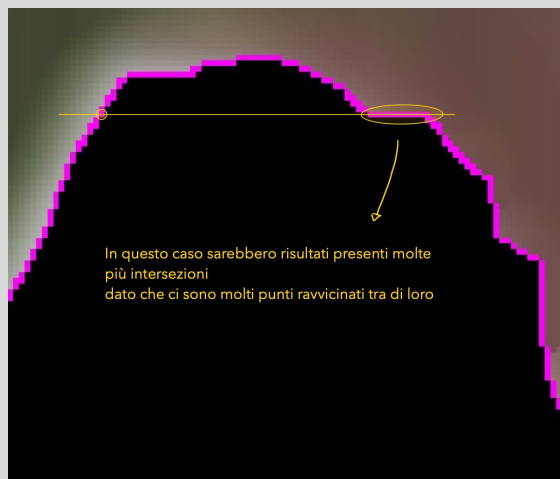 In questo caso sarebbero risultati presenti molte
più intersezioni
dato che ci sono molti punti ravvicinati tra di loro